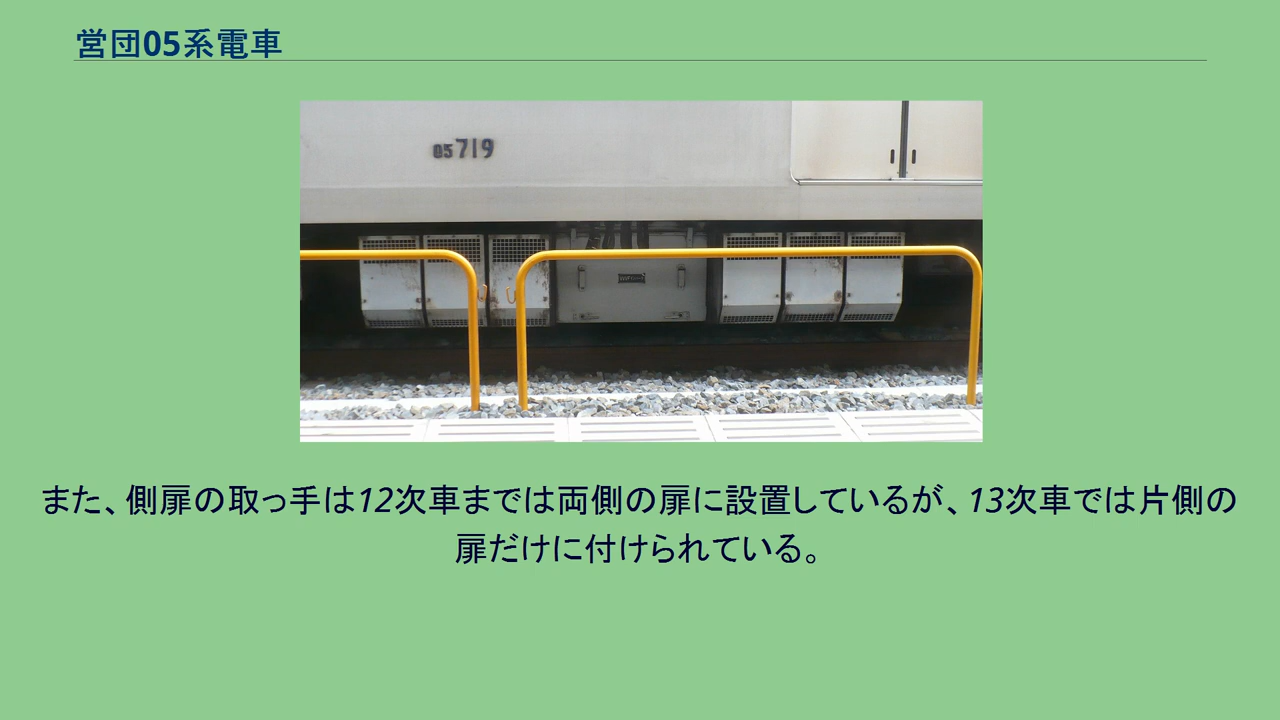 営団05系電車
05 719
また、側扉の取っ手は12次車までは両側の扉に設置しているが、13次車では片側の
扉だけに付けられている。